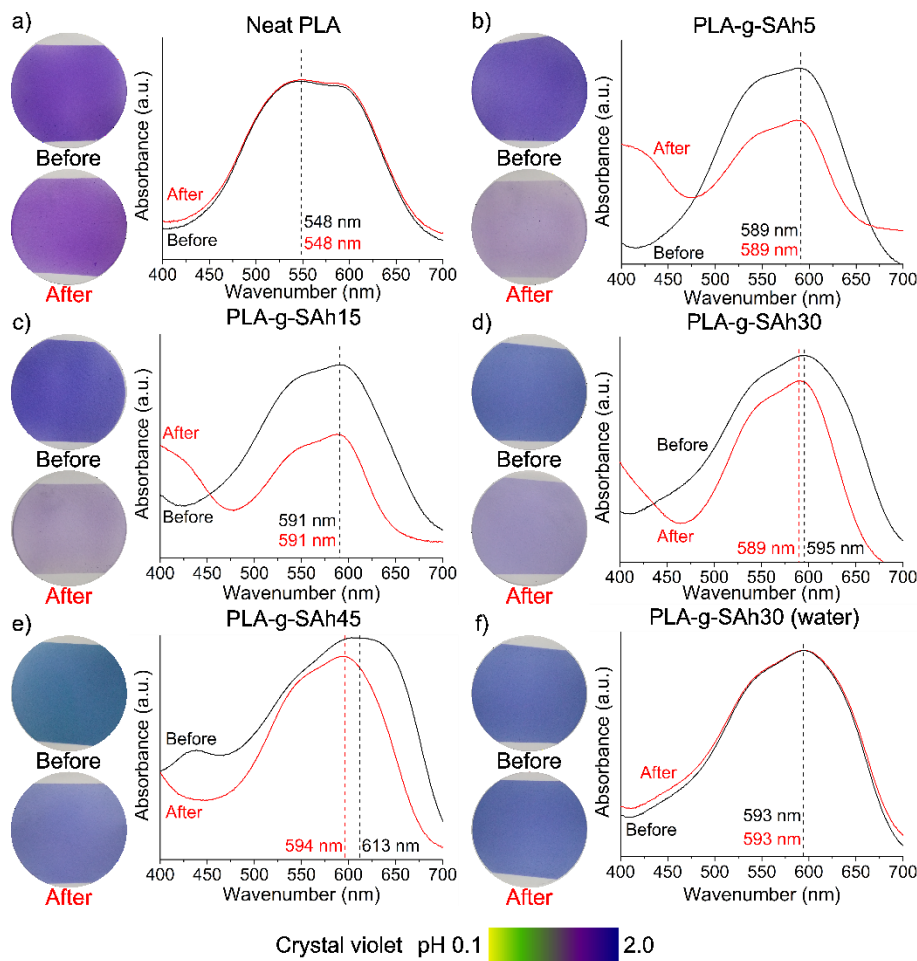 a)
Neat PLA
Before
After
Absorbance (a.u.)
After
Before
548 nm
548 nm
400 450 500 550 600 650 700
Wavenumber (nm)
b)
PLA-g-SAh5
Before
After
Absorbance (a.u.)
After
Before
589 nm
589 nm
400 450 500 550 600 650 700
Wavenumber (nm)
c)
PLA-g-SAh15
Before
After
Absorbance (a.u.)
After
Before
591 nm
591 nm
400 450 500 550 600 650 700
Wavenumber (nm)
d)
PLA-g-SAh30
Before
After
Absorbance (a.u.)
Before
After
589 nm 595 nm
400 450 500 550 600 650 700
Wavenumber (nm)
e)
PLA-g-SAh45
Before
After
Absorbance (a.u.)
Before
After
594 nm 613 nm
400 450 500 550 600 650 700
Wavenumber (nm)
f)
PLA-g-SAh30 (water)
Before
After
Absorbance (a.u.)
After
Before
593 nm
593 nm
400 450 500 550 600 650 700
Wavenumber (nm)
Crystal violet pH 0.1 2.0